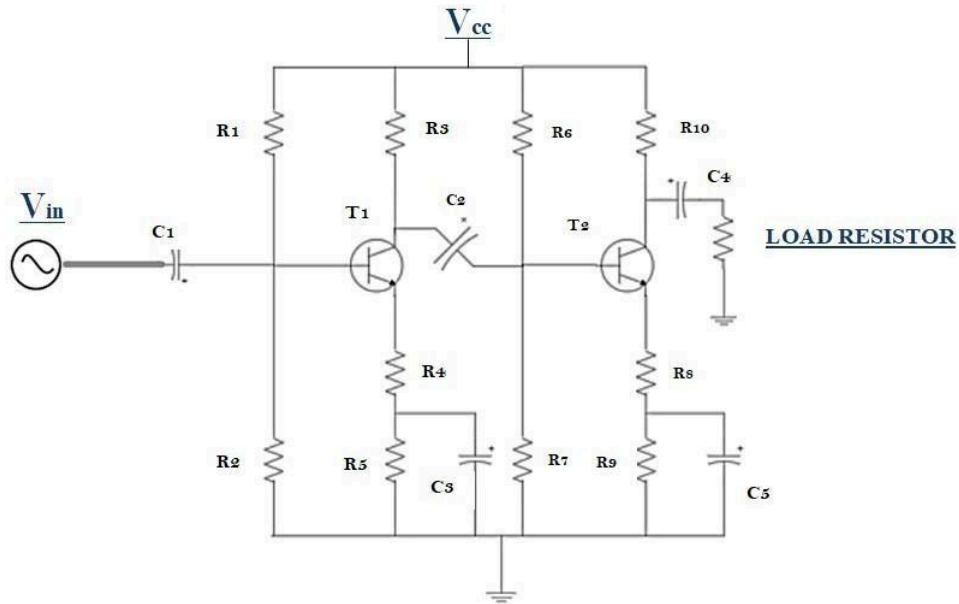 Vcc
R1
R3
R6
R10
C4
Vin
C2
T1
T2
C1
LOAD RESISTOR
R4
R8
R2
R5
R7
R9
C3
C5